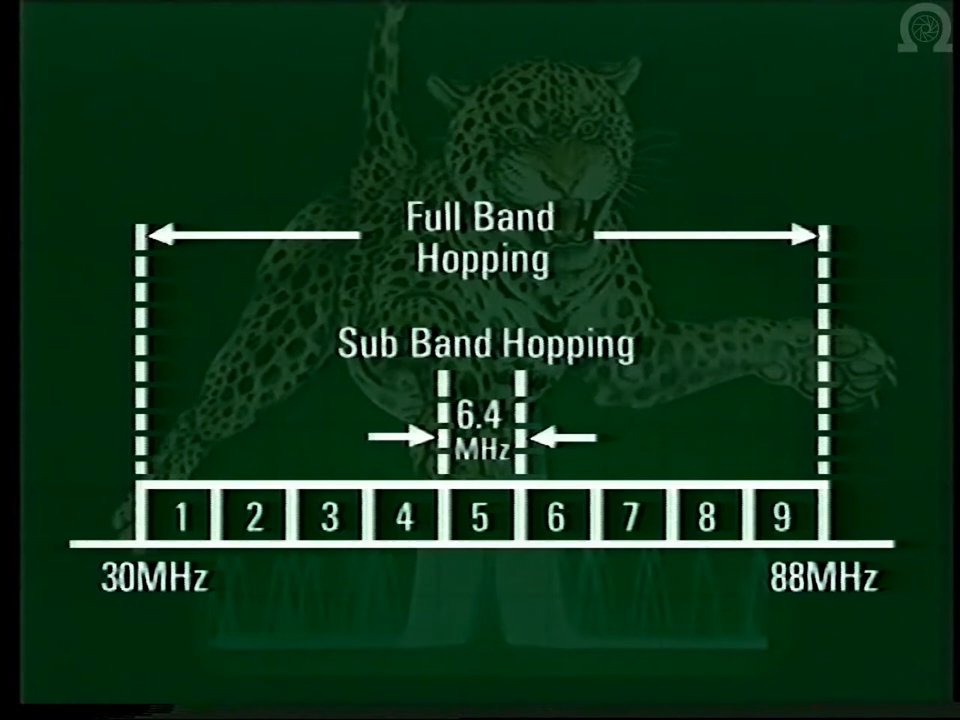 Full Band
Hopping
Sub Band Hopping
6.4
MHz
1 2 3 4 5 6 7 8 9
30MHz
88MHz